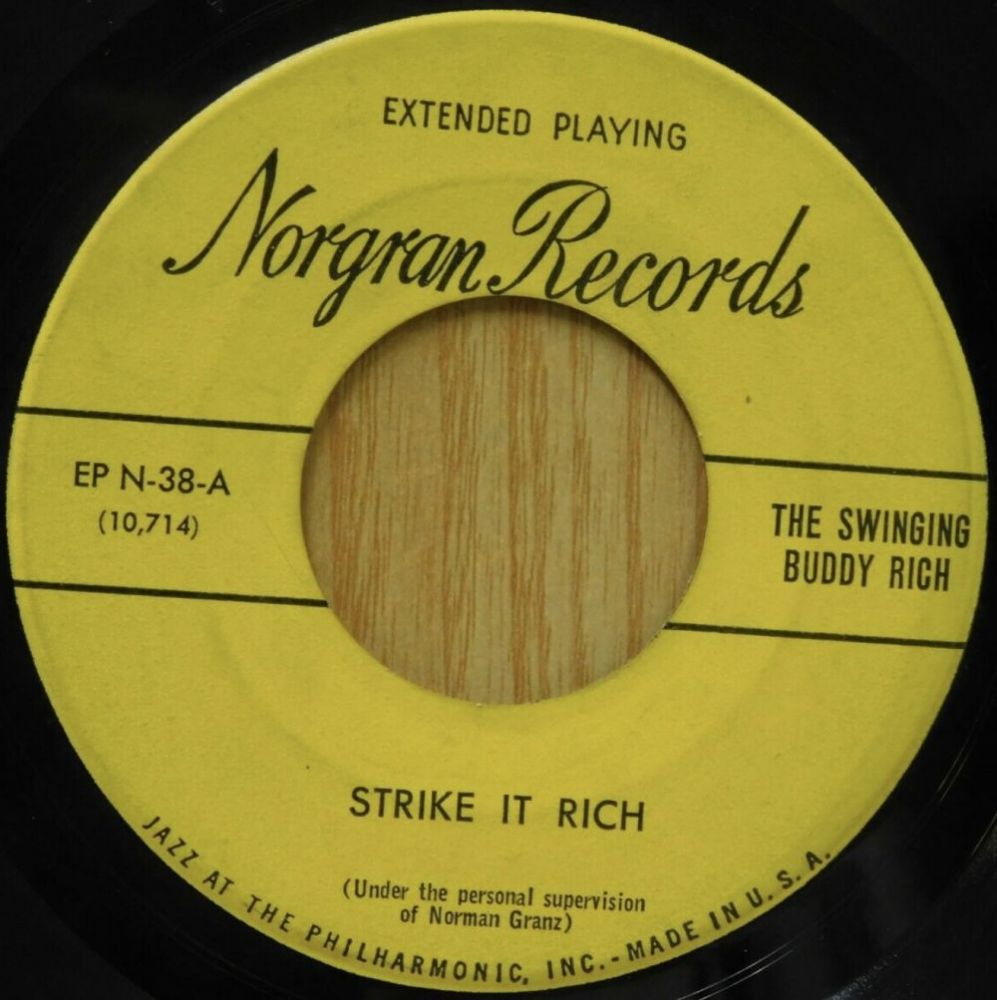 EXTENDED PLAYING
Norgran Records
EP N-38-A
(10,714)
THE SWINGING
BUDDY RICH
STRIKE IT RICH
(Under the personal supervision
of Norman Granz)
JAZZ AT THE PHILHARMONIC, INC.-MADE IN U.S.A.